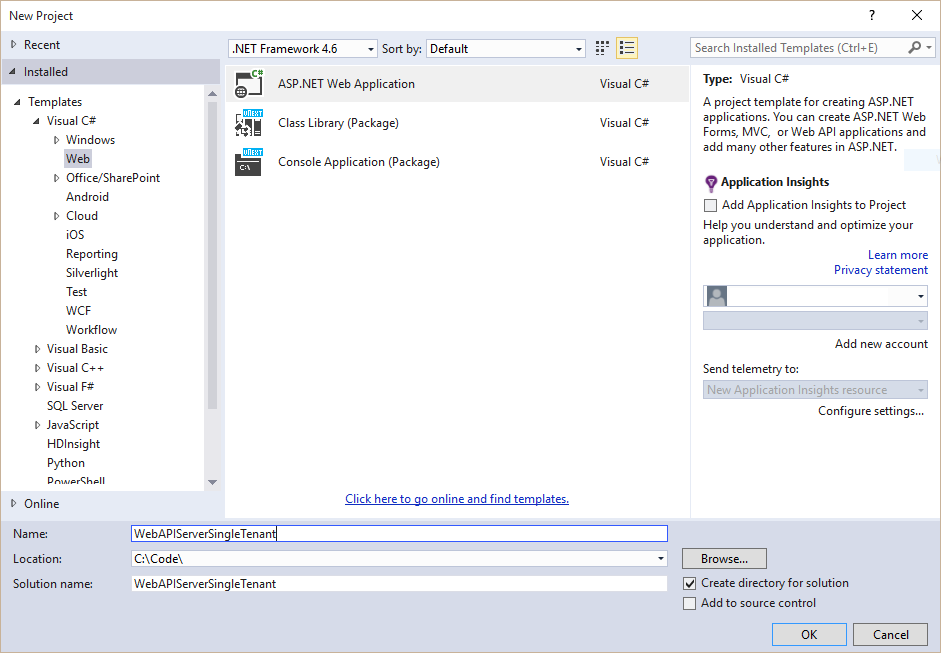 New Project
?
Recent
Installed
Templates
Visual C#
Windows
Web
Office/SharePoint
Android
Cloud
iOS
Reporting
Silverlight
Test
WCF
Workflow
Visual Basic
Visual C++
Visual F#
SQL Server
JavaScript
HDInsight
Python
PowerShell
Online
.NET Framework 4.6
Sort by:
Default
Search Installed Templates (Ctrl+E)
C#
ASP.NET Web Application
Visual C#
Class Library (Package)
Visual C#
C:\
Console Application (Package)
Visual C#
Click here to go online and find templates.
Type: Visual C#
A project template for creating ASP.NET
applications. You can create ASP.NET Web
Forms, MVC, or Web API applications and
add many other features in ASP.NET.
Application Insights
Add Application Insights to Project
Help you understand and optimize your
application.
Learn more
Privacy statement
Add new account
Send telemetry to:
New Application Insights resource
Configure settings...
Name:
WebAPIServerSingleTenant
Location:
C:\Code\
Browse...
Solution name:
WebAPIServerSingleTenant
Create directory for solution
Add to source control
OK
Cancel